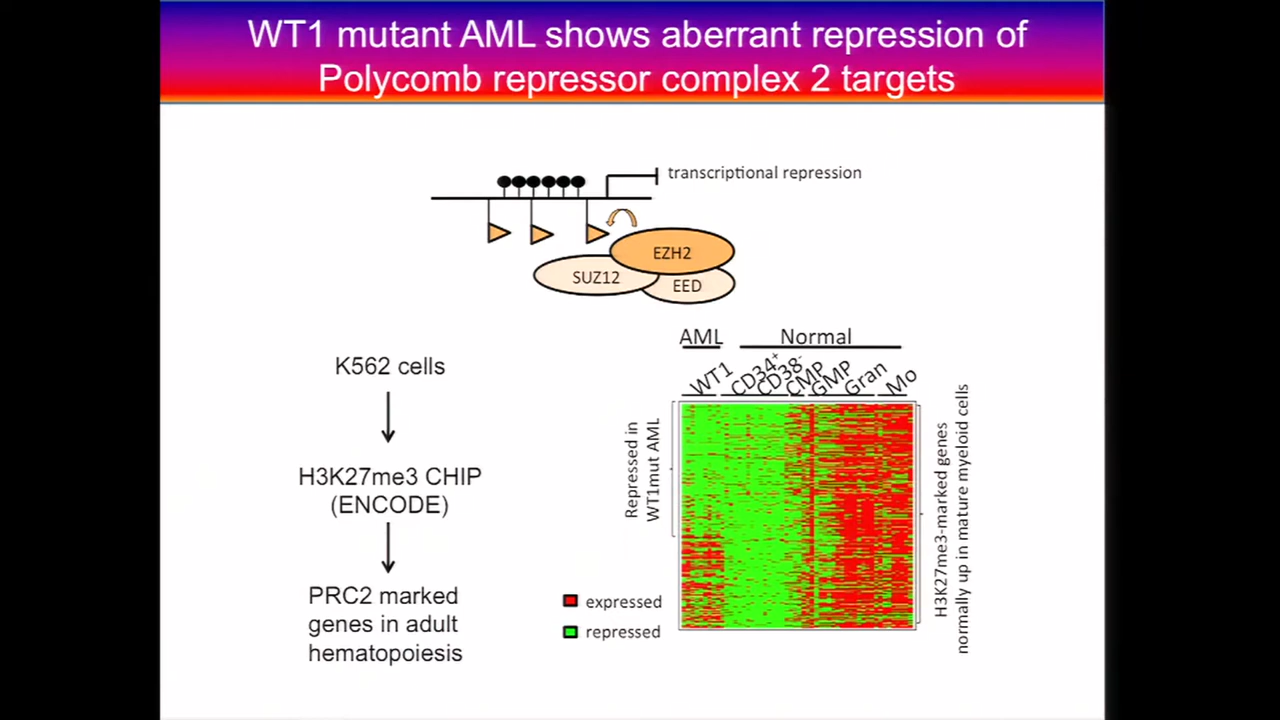 WT1 mutant AML shows aberrant repression of
Polycomb repressor complex 2 targets
transcriptional repression
EZH2
SUZ12
EED
K562 cells
H3K27me3 CHIP
(ENCODE)
PRC2 marked
genes in adult
hematopoiesis
AML
Normal
WT1
CD34+
CD38-
CMP
GMP
Gran
Mo
Repressed in
WT1mut AML
H3K27me3-marked genes
normally up in mature myeloid cells
expressed
repressed